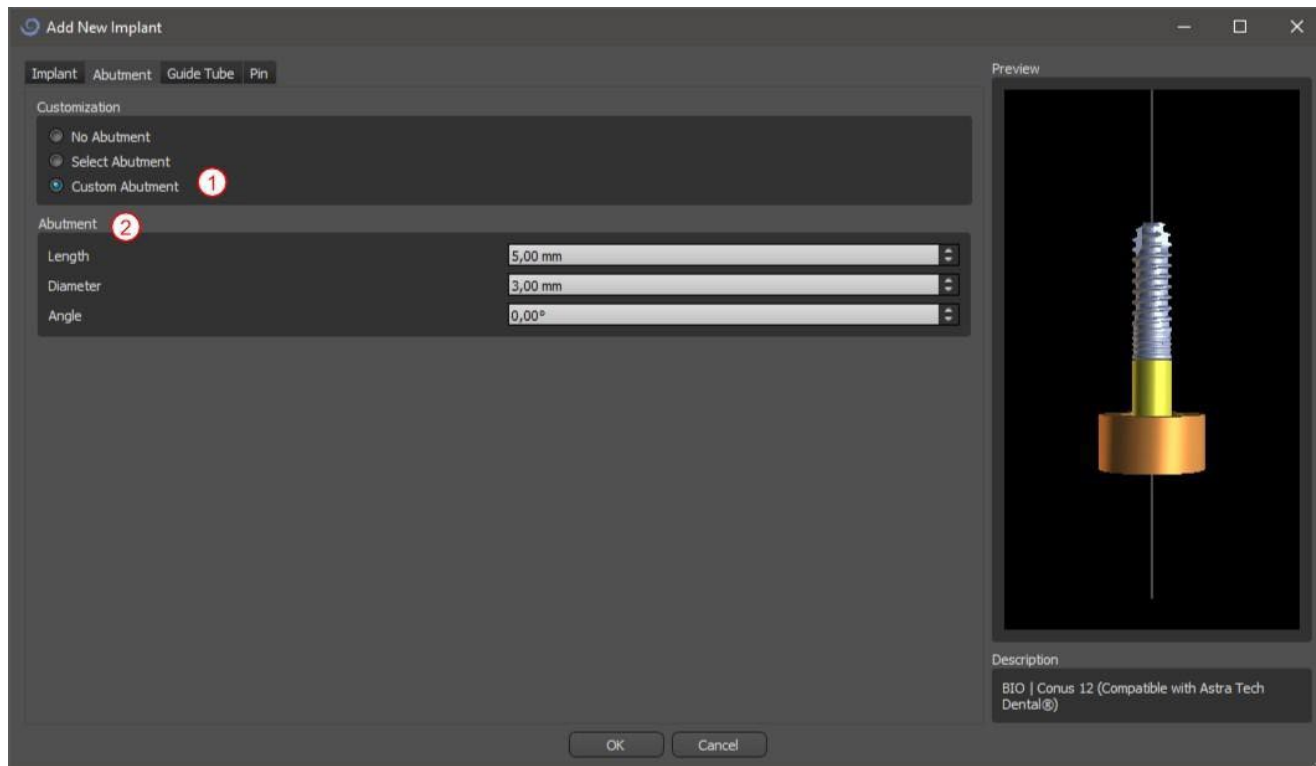 Add New Implant
Implant Abutment Guide Tube Pin
Customization
No Abutment
Select Abutment
Custom Abutment 1
Abutment 2
Length 5,00 mm
Diameter 3,00 mm
Angle 0,00°
Preview
Description
BIO | Conus 12 (Compatible with Astra Tech
Dental®)
OK Cancel